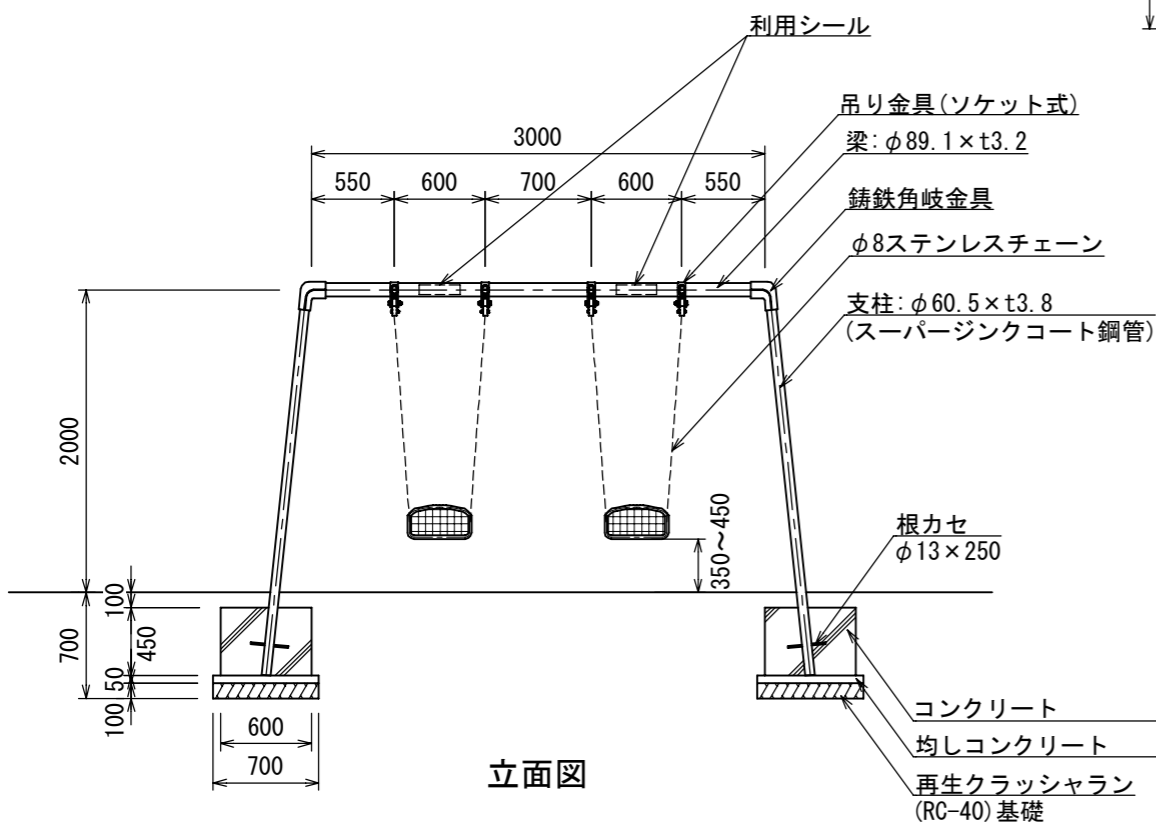 利用シール
吊り金具(ソケット式)
梁:φ89.1×t3.2
鋳鉄角岐金具
φ8ステンレスチェーン
支柱:φ60.5×t3.8
(スーパージンクコート鋼管)
3000
550 600 700 600 550
2000
350~450
根カセ
φ13×250
100
450
50
100
700
600
700
コンクリート
均しコンクリート
再生クラッシャラン
(RC-40)基礎
立面図